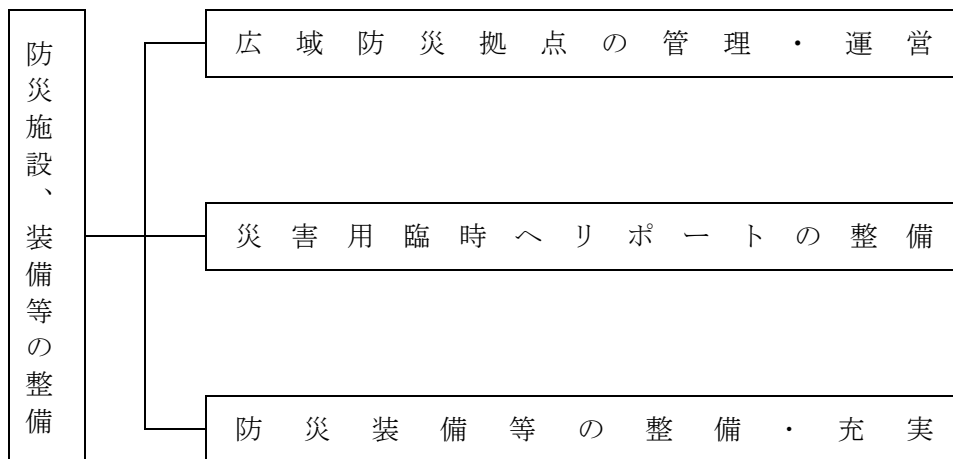 防災施設、装備等の整備
広域防災拠点の管理・運営
災害用臨時ヘリポートの整備
防災装備等の整備・充実